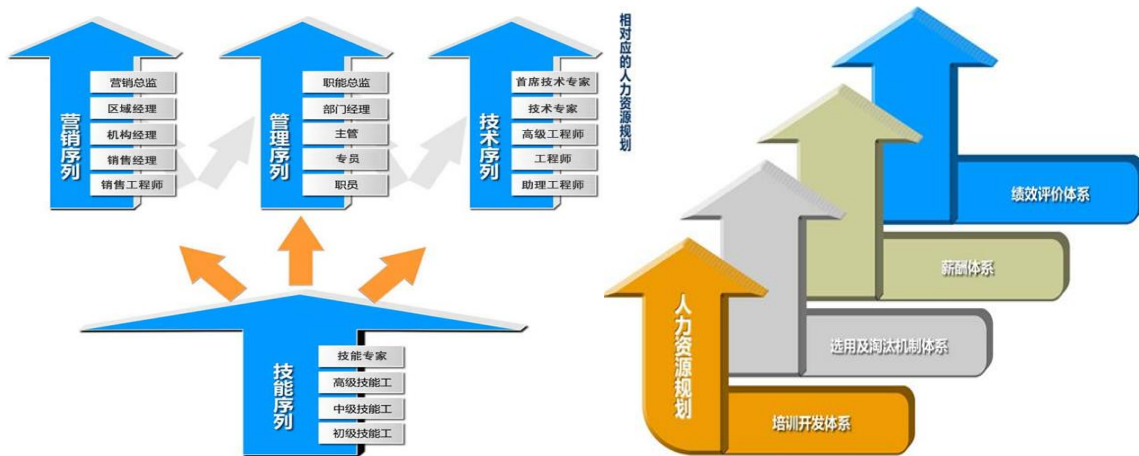 营销序列
营销总监
区域经理
机构经理
销售经理
销售工程师
管理序列
职能总监
部门经理
主管
专员
职员
技术序列
首席技术专家
技术专家
高级工程师
工程师
助理工程师
技能序列
技能专家
高级技能工
中级技能工
初级技能工
相对应的人力资源规划
绩效评价体系
薪酬体系
选用及淘汰机制体系
人力资源规划
培训开发体系